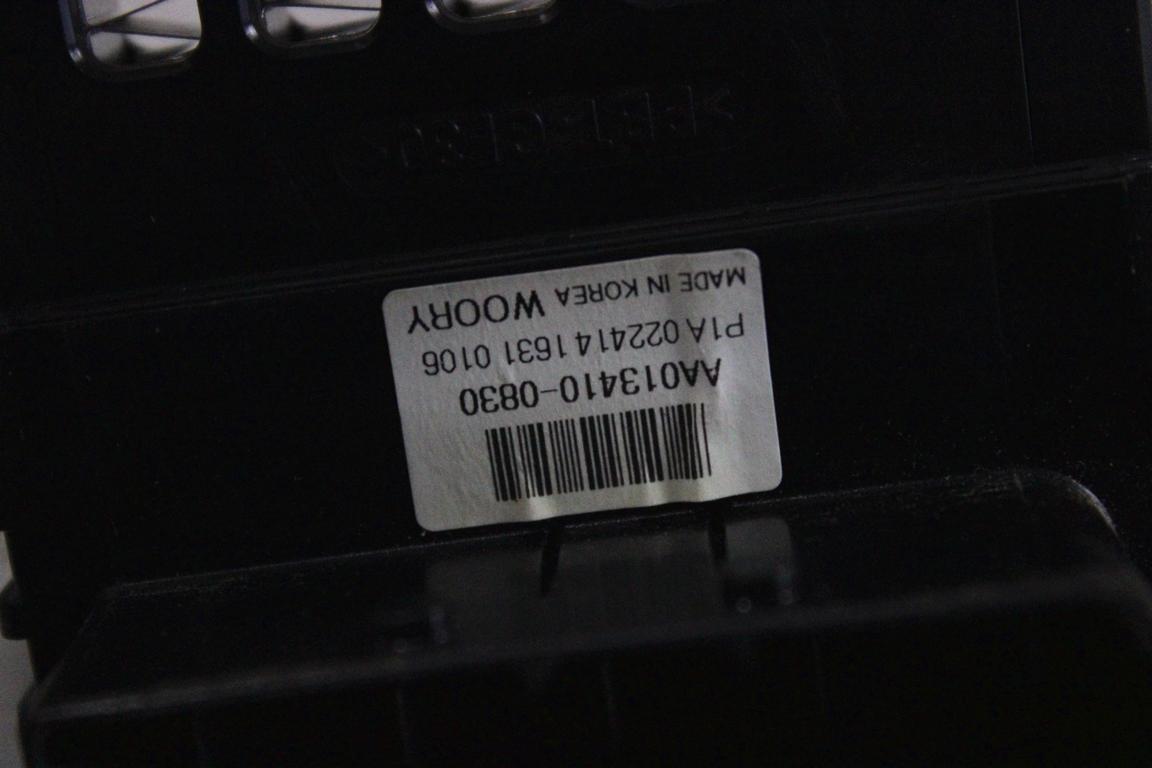 AA013410-0830
P1A 022414 1631 0106
MADE IN KOREA WOORY